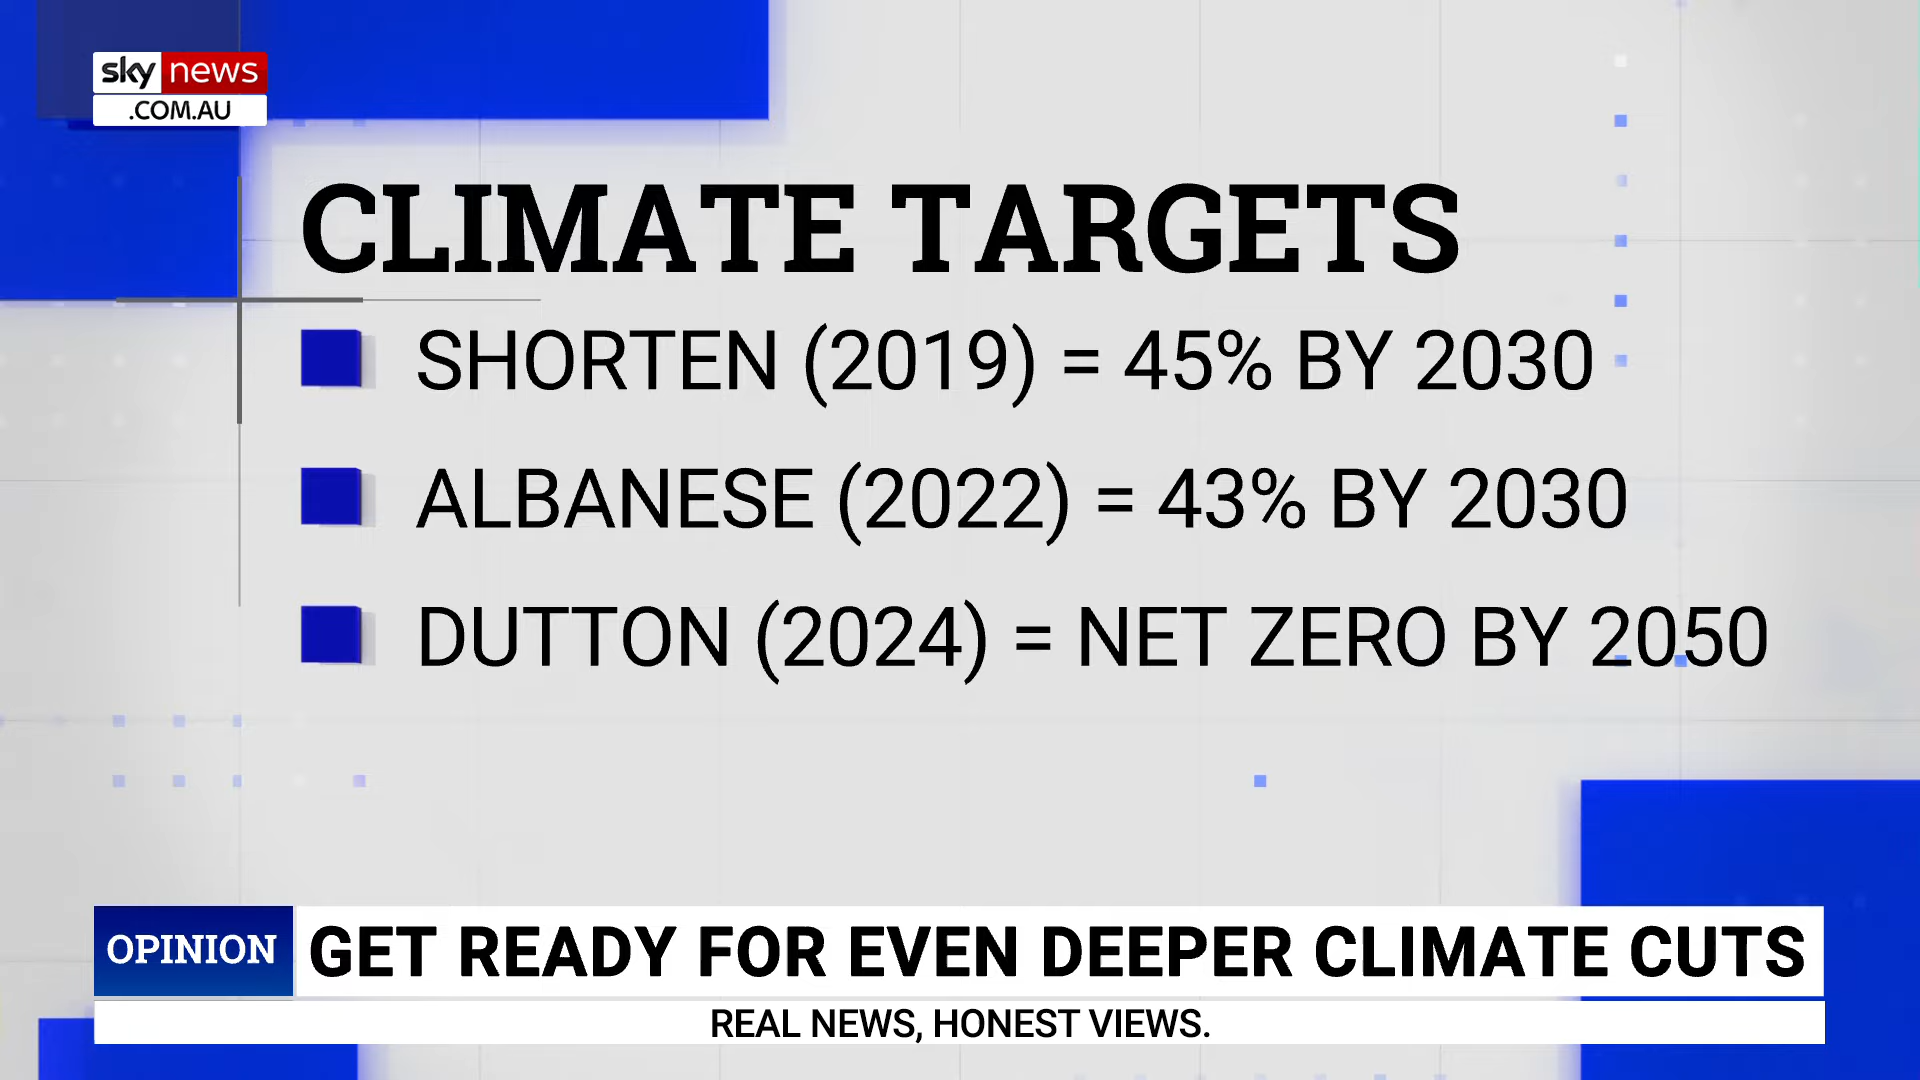 sky news
.COM.AU
CLIMATE TARGETS
SHORTEN (2019) = 45% BY 2030
ALBANESE (2022) = 43% BY 2030
DUTTON (2024) = NET ZERO BY 2050
OPINION
GET READY FOR EVEN DEEPER CLIMATE CUTS
REAL NEWS, HONEST VIEWS.